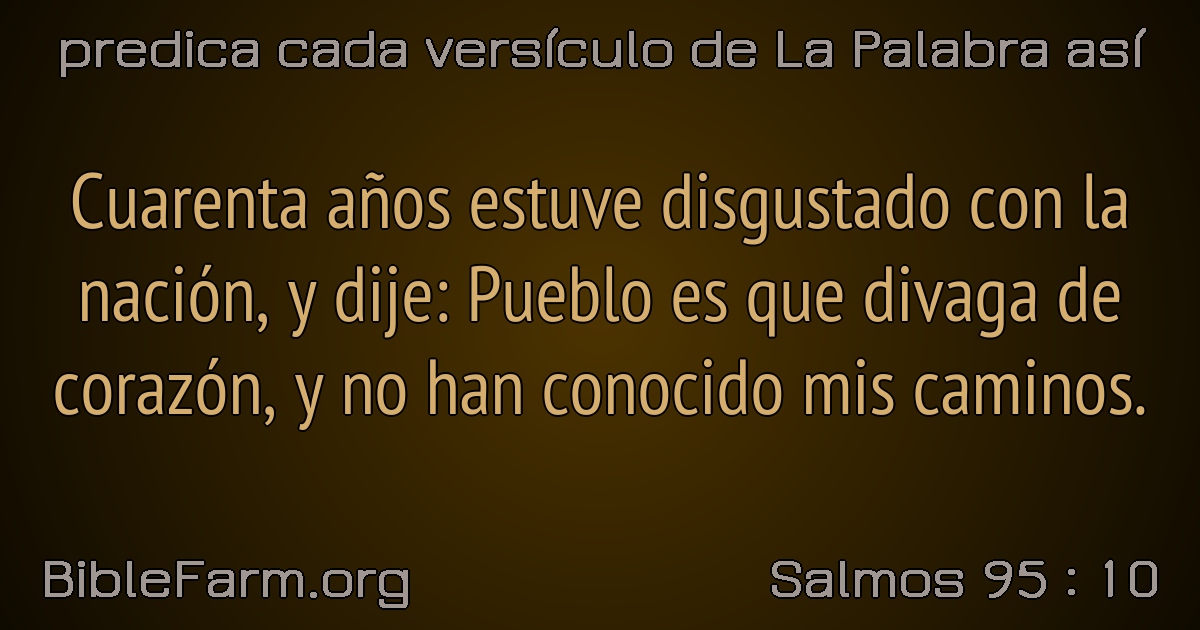 predica cada versículo de La Palabra así
Cuarenta años estuve disgustado con la
nación, y dije: Pueblo es que divaga de
corazón, y no han conocido mis caminos.
BibleFarm.org
Salmos 95 : 10